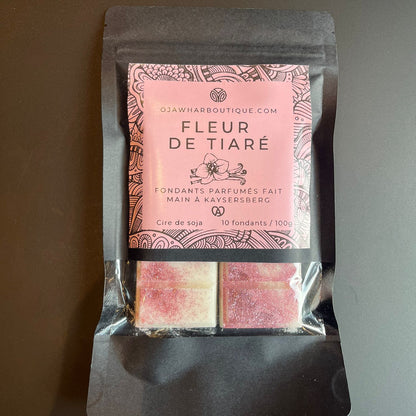 OJAWHARBOUTIQUE.COM
FLEUR
DE TIARÉ
FONDANTS PARFUMÉS FAIT
MAIN À KAYSERSBERG
Cire de soja 10 fondants / 100g